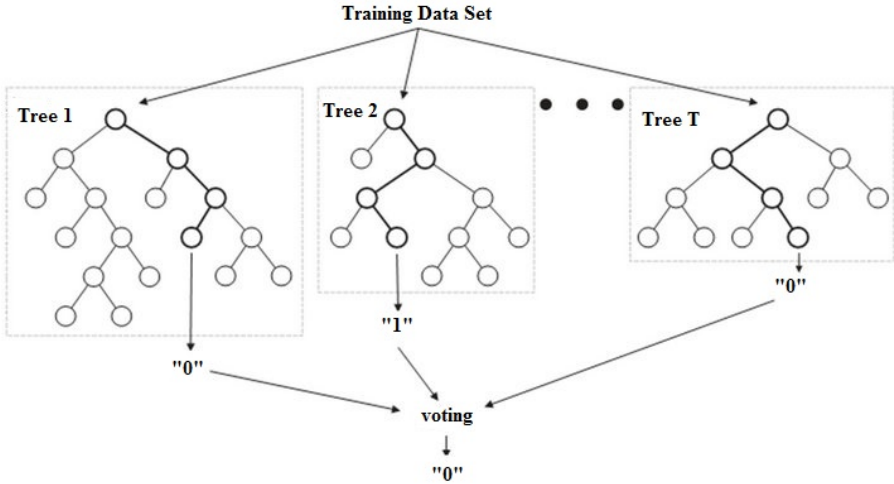 Training Data Set
Tree 1
Tree 2
Tree T
"0"
"1"
"0"
voting
"0"